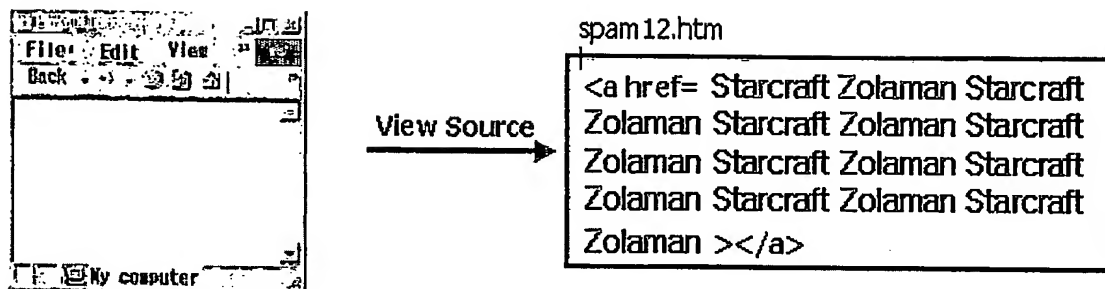 File Edit View
Back
My computer
View Source
spam12.htm
<a href= Starcraft Zolaman Starcraft
Zolaman Starcraft Zolaman Starcraft
Zolaman Starcraft Zolaman Starcraft
Zolaman Starcraft Zolaman Starcraft
Zolaman ></a>